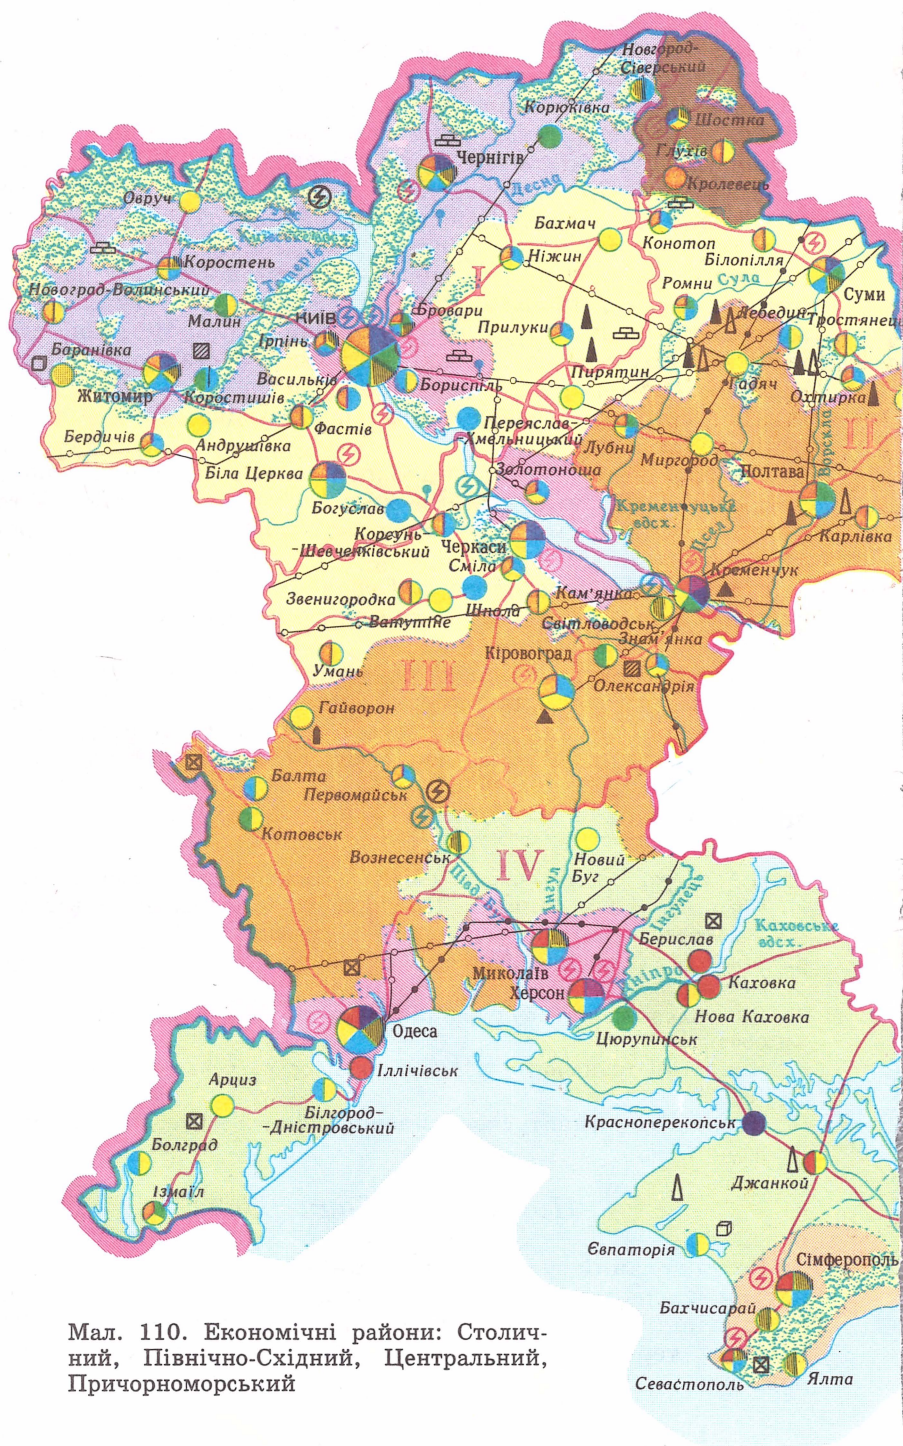 Новгород-
Сіверський
Корюківка
Шостка
Чернігів
Глухів
Десна
Кролевець
Овруч
Бахмач
Конотоп
Білопілля
Ніжин
Коростень
I
Ромни
Сула
Суми
Новоград-Волинський
Малин
КИЇВ
Бровари
Прилуки
Лебедин
Тростянець
Ірпінь
Баранівка
Васильків
Бориспіль
Пирятин
Гадяч
Житомир
Коростишів
Охтирка
Фастів
Переяслав-
-Хмельницький
Бердичів
Андрушівка
Лубни
II
Миргород
Ворскла
Біла Церква
Золотоноша
Полтава
Богуслав
Кременчуцьке
вдсх.
Корсунь-
-Шевченківський
Черкаси
Псел
Карлівка
Сміла
Кременчук
Звенигородка
Шпола
Кам'янка
Ватутіне
Світловодськ
Знам'янка
Умань
III
Кіровоград
Олександрія
Гайворон
Балта
Первомайськ
Котовськ
Вознесенськ
IV
Новий
Буг
Півд. Буг
Інгул
Інгулець
Каховське
вдсх.
Берислав
Миколаїв
Дніпро
Каховка
Херсон
Нова Каховка
Одеса
Цюрупинськ
Іллічівськ
Арциз
Білгород-
-Дністровський
Красноперекопськ
Болград
Джанкой
Ізмаїл
Євпаторія
Сімферополь
Бахчисарай
Севастополь
Ялта
Мал. 110. Економічні райони: Столич-
ний, Північно-Східний, Центральний,
Причорноморський